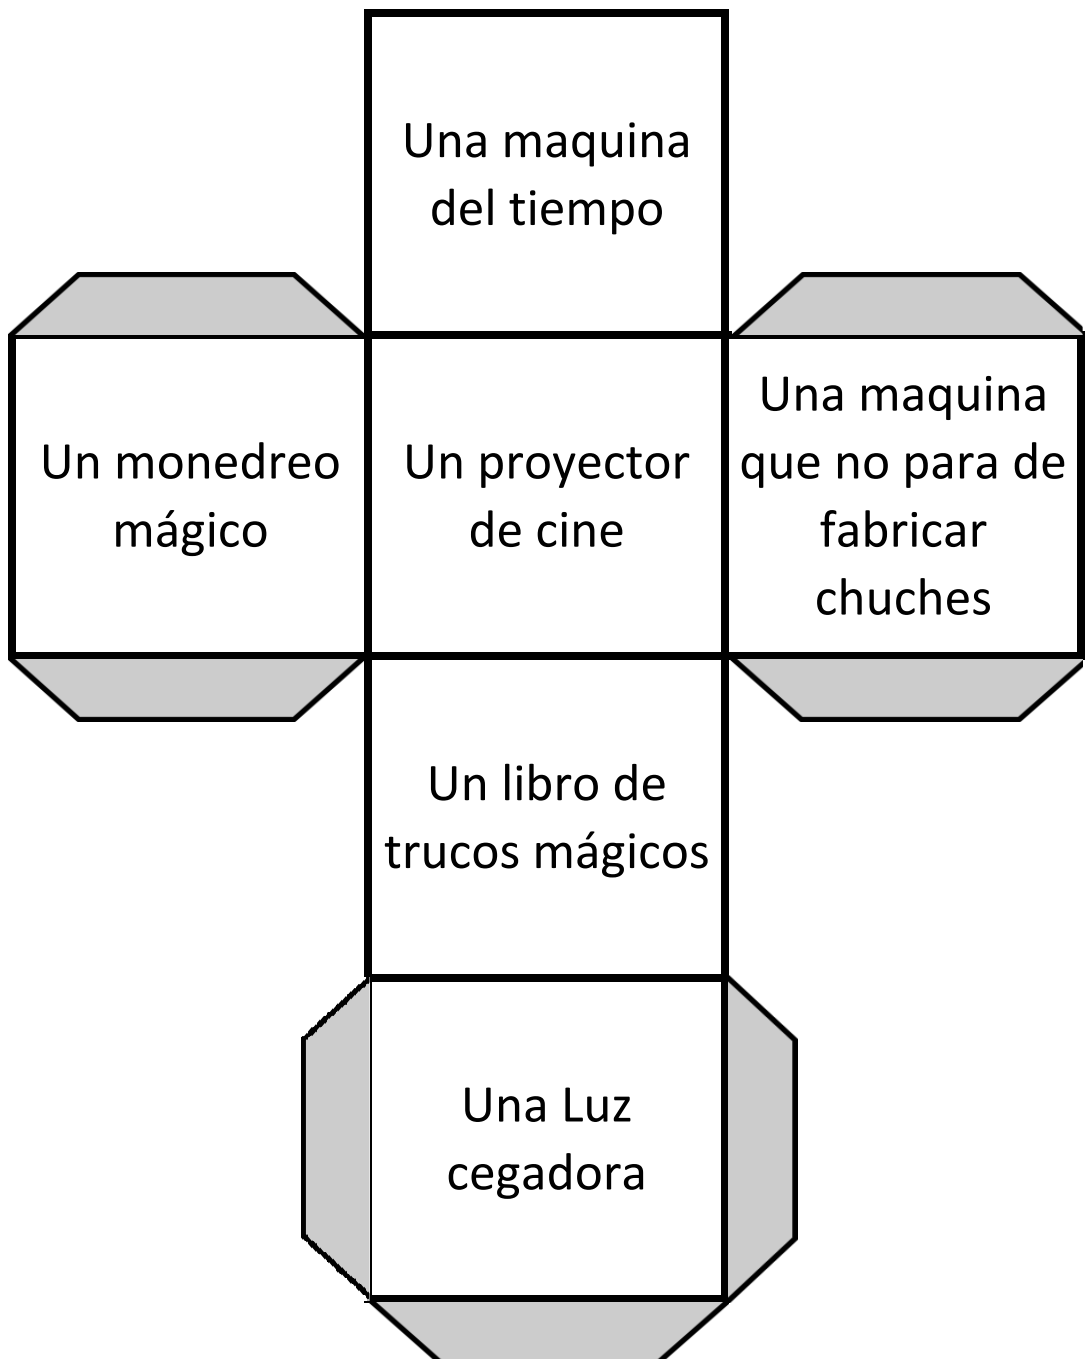 Una maquina
del tiempo
Un monedreo
mágico
Un proyector
de cine
Una maquina
que no para de
fabricar
chuches
Un libro de
trucos mágicos
Una Luz
cegadora